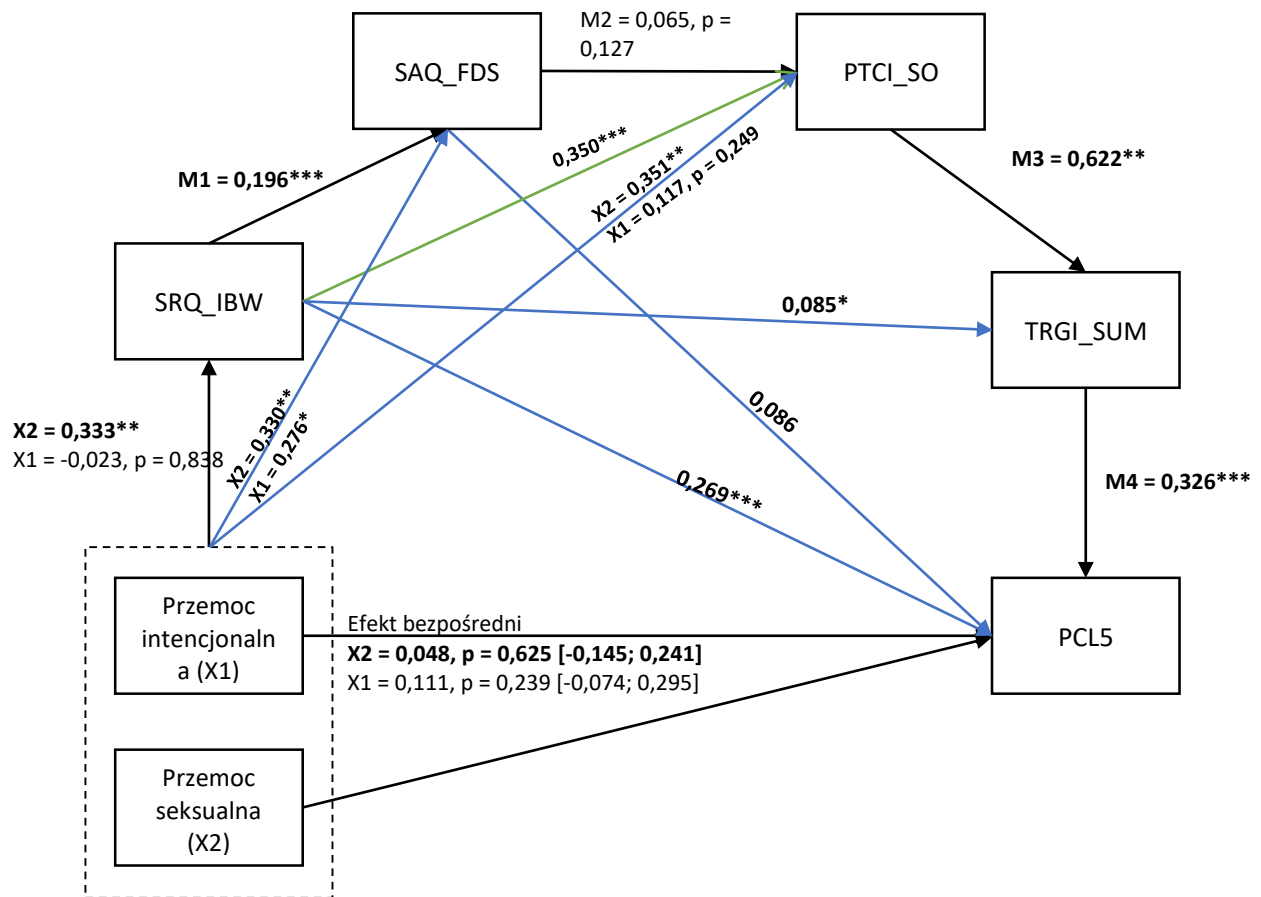 M2 = 0,065, p =
0,127
SAQ_FDS
PTCI_SO
0,350***
X2 = 0,351**
X1 = 0,117, p = 0,249
M3 = 0,622**
M1 = 0,196***
SRQ_IBW
0,085*
TRGI_SUM
X2 = 0,333**
X1 = -0,023, p = 0,838
X2 = 0,330**
X1 = 0,276*
0,086
0,269***
M4 = 0,326***
Przemoc
intencjonaln
a (X1)
Efekt bezpośredni
X2 = 0,048, p = 0,625 [-0,145; 0,241]
X1 = 0,111, p = 0,239 [-0,074; 0,295]
PCL5
Przemoc
seksualna
(X2)